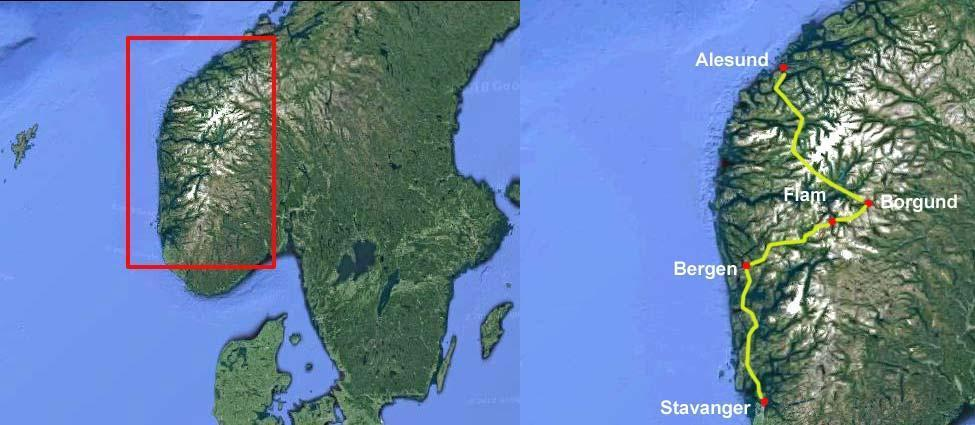 Alesund
Flam
Borgund
Bergen
Stavanger